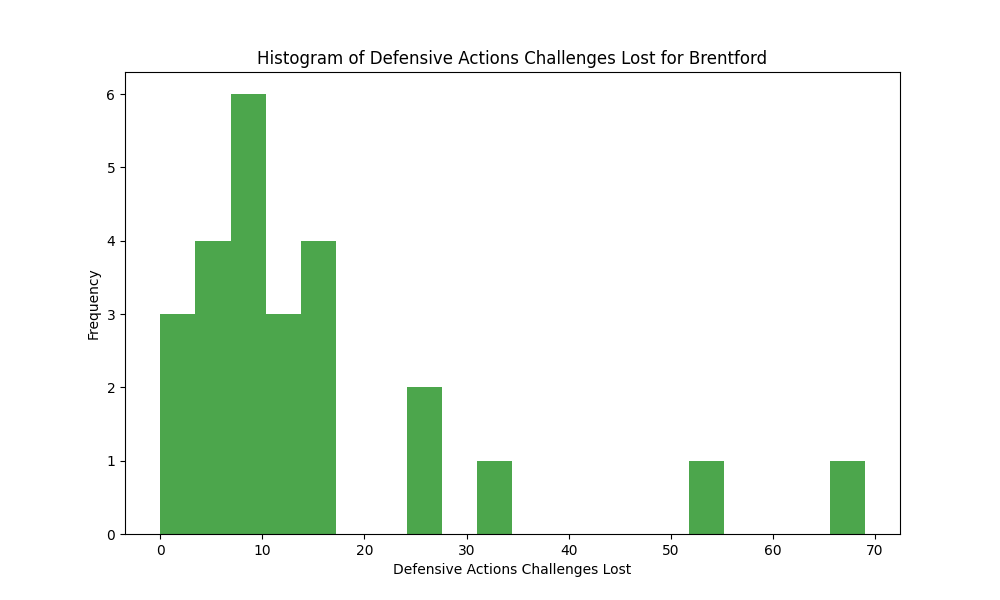 Histogram of Defensive Actions Challenges Lost for Brentford
6
5
4
3
2
1
0
Frequency
0 10 20 30 40 50 60 70
Defensive Actions Challenges Lost